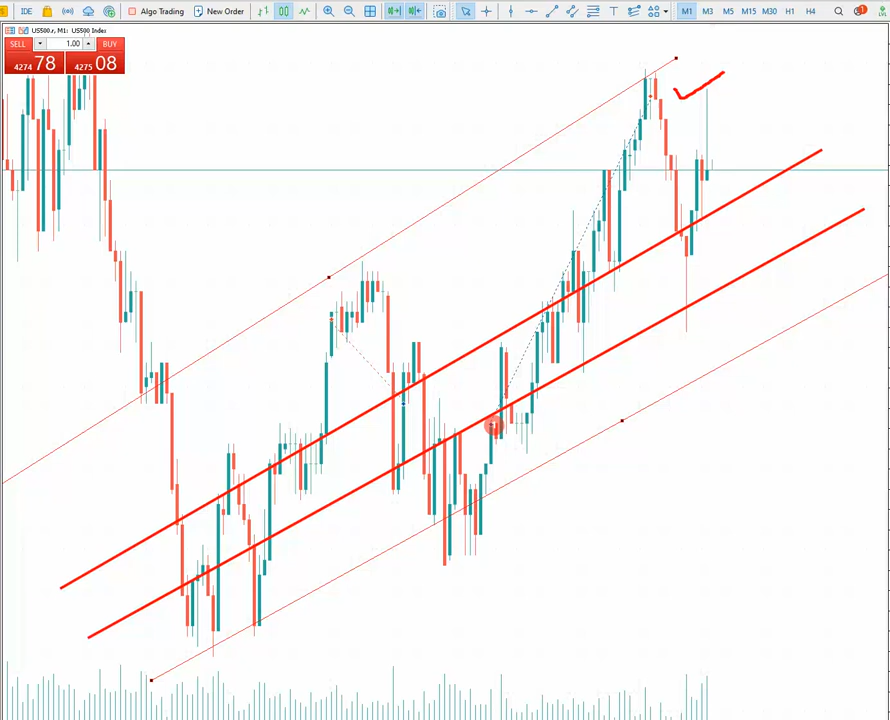 IDE Algo Trading New Order M1 M3 M5 M15 M30 H1 H4
US500.r, M1: US500 Index
SELL 1.00 BUY
4274 78 4275 08